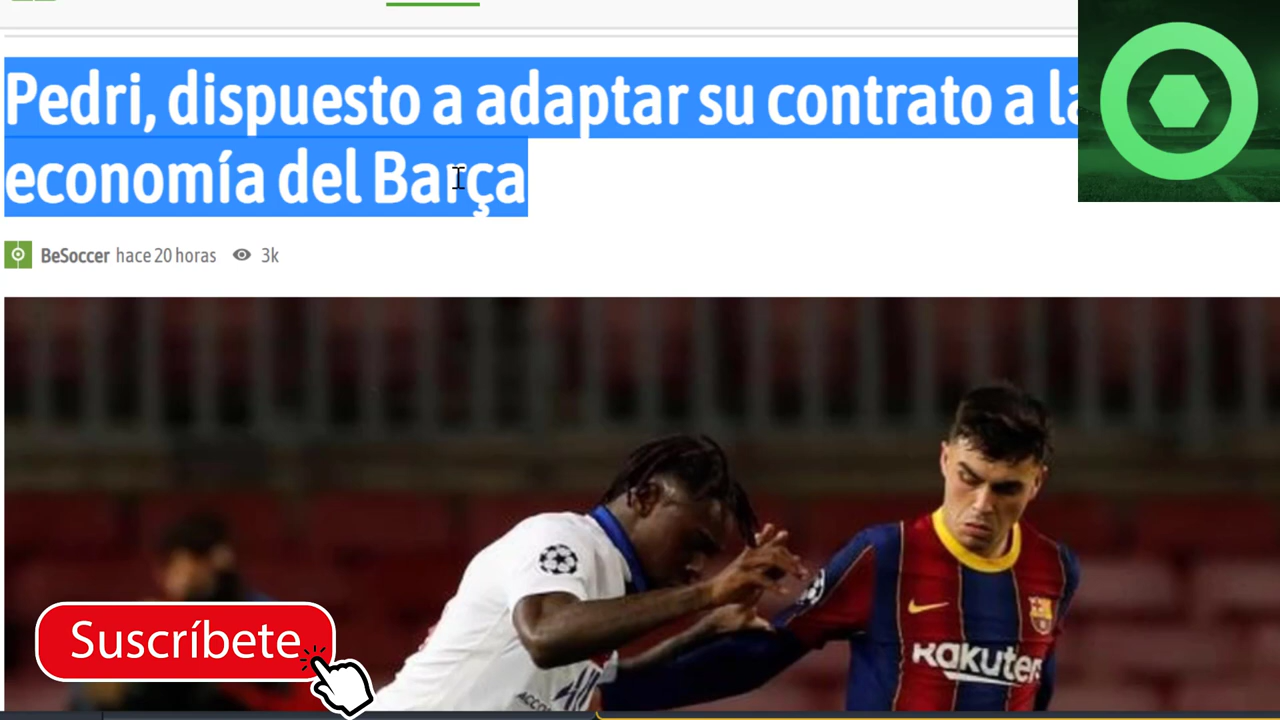 Pedri, dispuesto a adaptar su contrato a la
economía del Barça
BeSoccer hace 20 horas 3k
Suscríbete
Rakuten